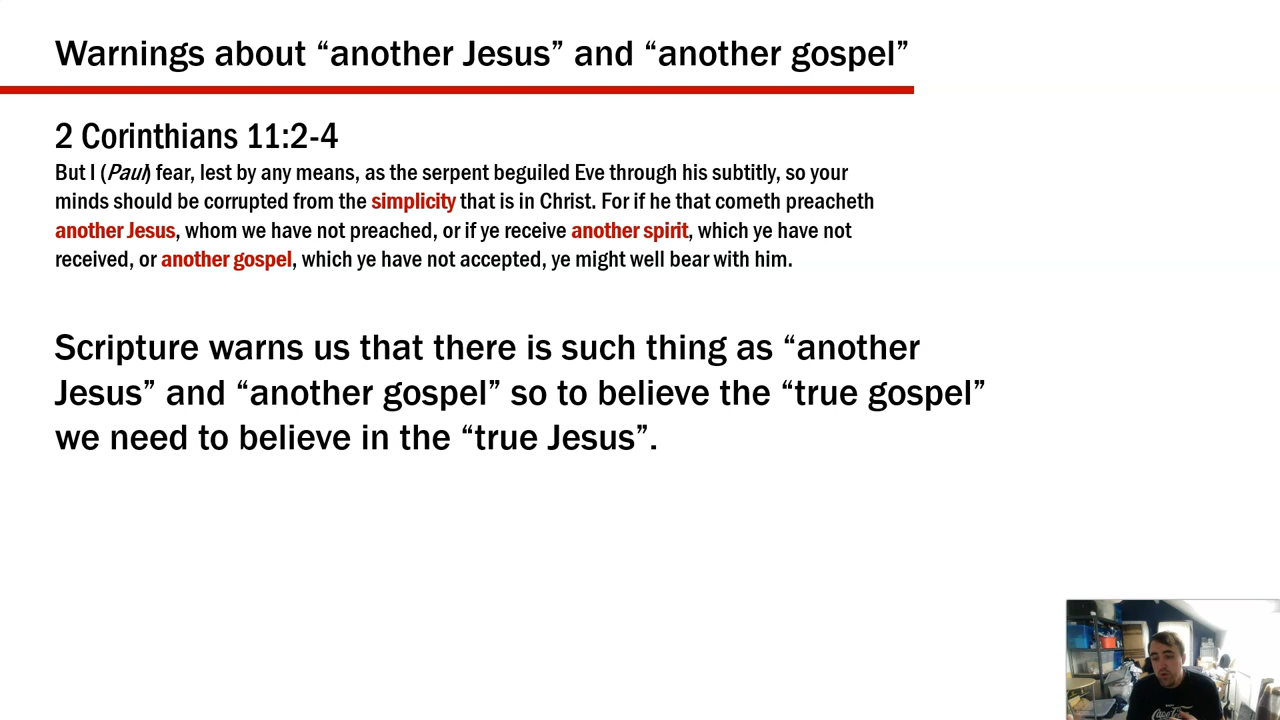 Warnings about “another Jesus” and “another gospel”
2 Corinthians 11:2-4
But I (Paul) fear, lest by any means, as the serpent beguiled Eve through his subtitly, so your
minds should be corrupted from the simplicity that is in Christ. For if he that cometh preacheth
another Jesus, whom we have not preached, or if ye receive another spirit, which ye have not
received, or another gospel, which ye have not accepted, ye might well bear with him.
Scripture warns us that there is such thing as “another
Jesus” and “another gospel” so to believe the “true gospel”
we need to believe in the “true Jesus”.